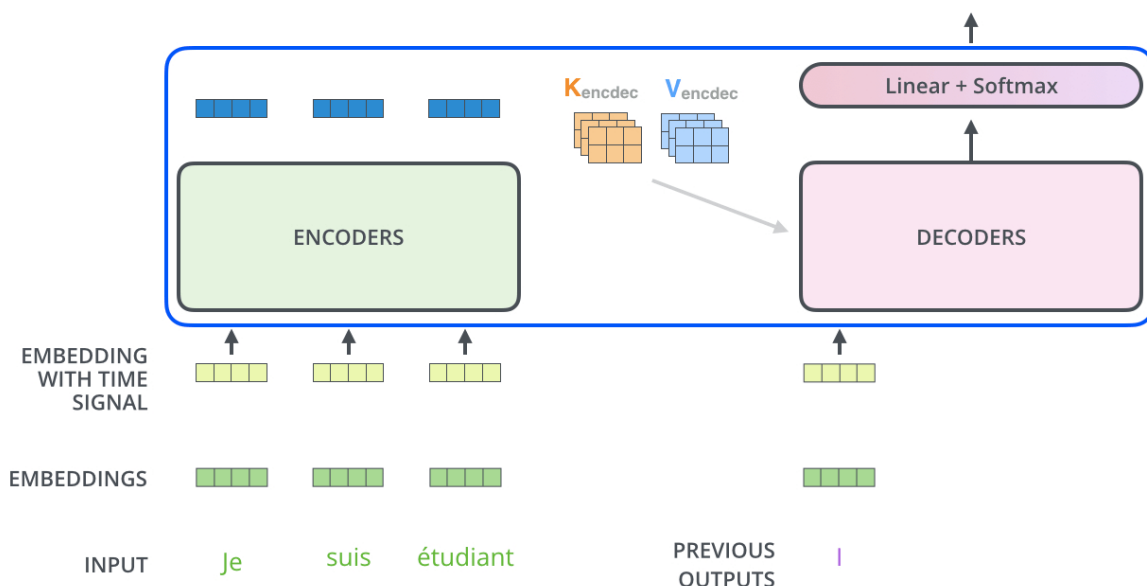 Linear + Softmax
Kencdec
Vencdec
ENCODERS
DECODERS
EMBEDDING
WITH TIME
SIGNAL
EMBEDDINGS
INPUT
Je
suis
étudiant
PREVIOUS
OUTPUTS
I